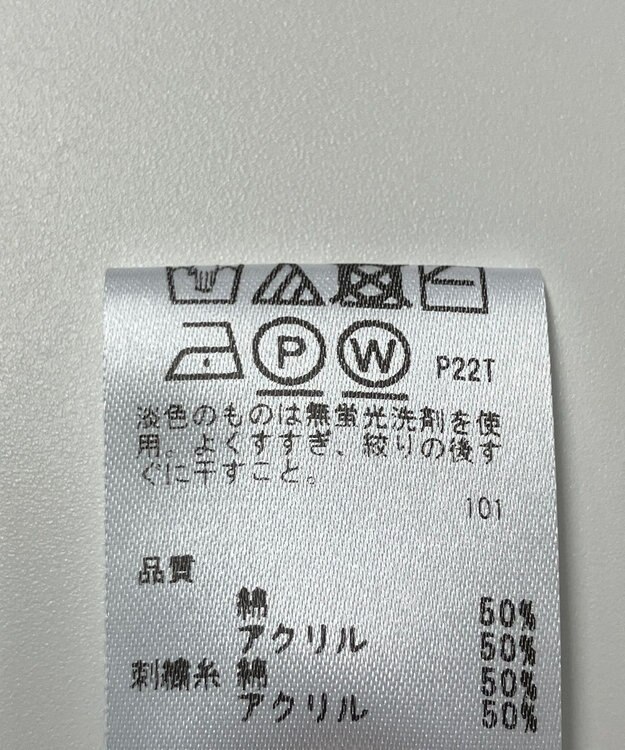 P W P22T
淡色のものは無蛍光洗剤を使
用。よくすすぎ、絞りの後す
ぐに干すこと。
101
品質
綿 50%
アクリル 50%
刺繍糸 綿 50%
アクリル 50%